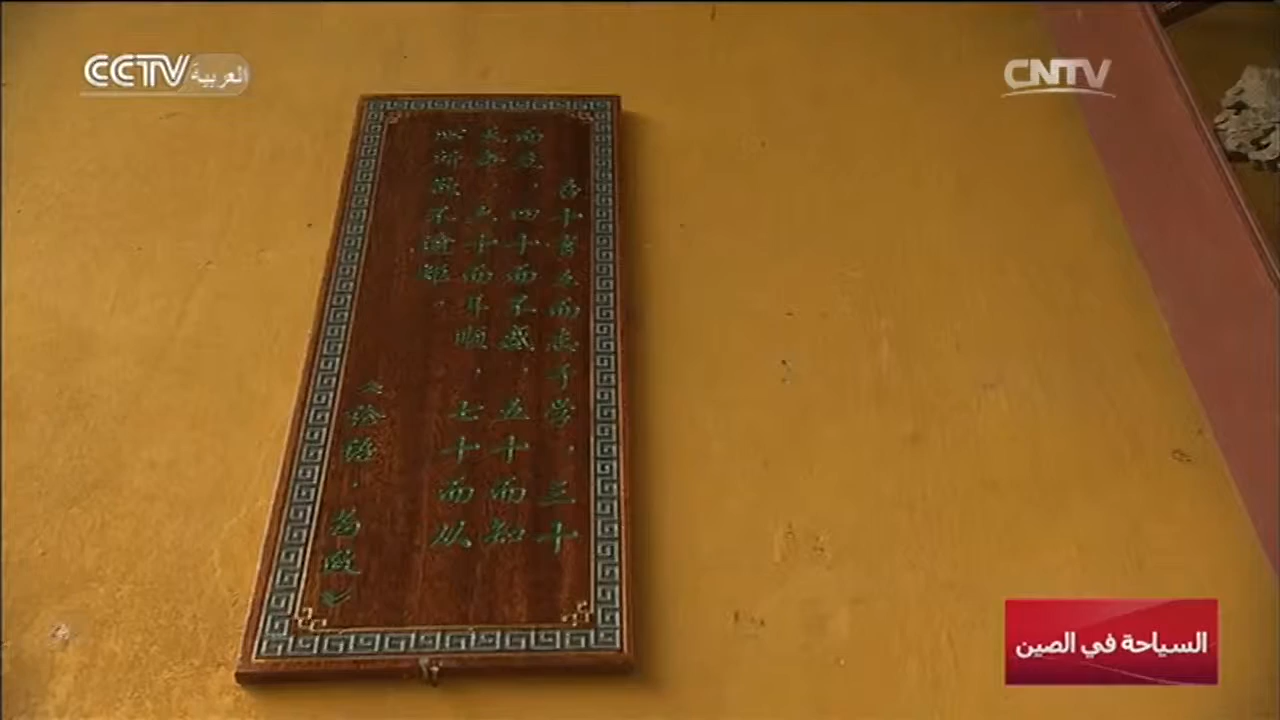 CCTV العربية
CNTV
吾十有五而志于学,三十
而立,四十而不惑,五十而知
天命,六十而耳顺,七十而从
心所欲不逾矩。
《论语·为政》
السياحة في الصين